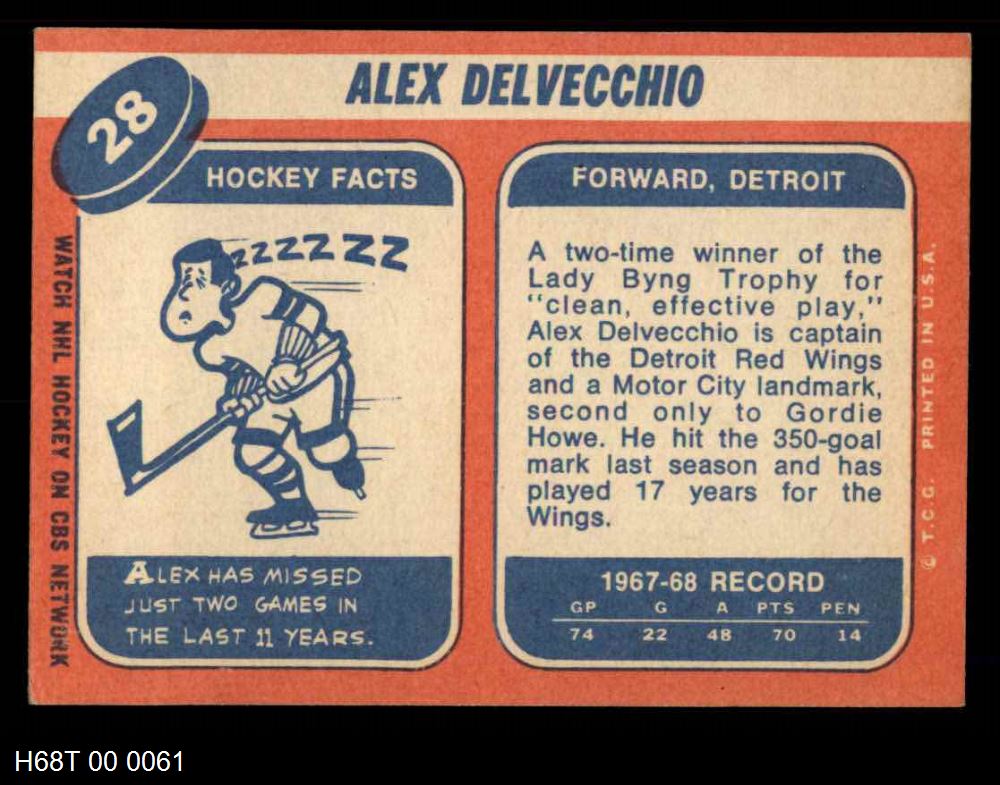 28
ALEX DELVECCHIO
HOCKEY FACTS
ZZZZZZZ
ALEX HAS MISSED
JUST TWO GAMES IN
THE LAST 11 YEARS.
WATCH NHL HOCKEY ON CBS NETWORK
FORWARD, DETROIT
A two-time winner of the
Lady Byng Trophy for
"clean, effective play,"
Alex Delvecchio is captain
of the Detroit Red Wings
and a Motor City landmark,
second only to Gordie
Howe. He hit the 350-goal
mark last season and has
played 17 years for the
Wings.
1967-68 RECORD
GP G A PTS PEN
74 22 48 70 14
© T.C.G. PRINTED IN U.S.A.
H68T 00 0061